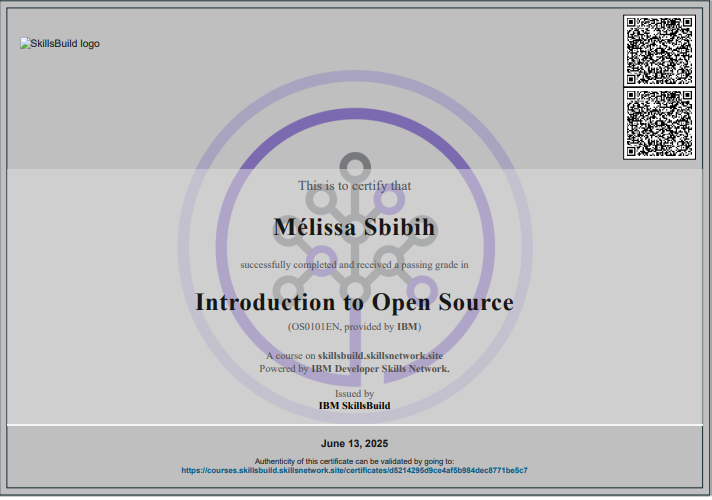 SkillsBuild logo
This is to certify that
Mélissa Sbibih
successfully completed and received a passing grade in
Introduction to Open Source
(OS0101EN, provided by IBM)
A course on skillsbuild.skillsnetwork.site
Powered by IBM Developer Skills Network.
Issued by
IBM SkillsBuild
June 13, 2025
Authenticity of this certificate can be validated by going to:
https://courses.skillsbuild.skillsnetwork.site/certificates/d5214295d9ce4af5b984dec8771be5c7